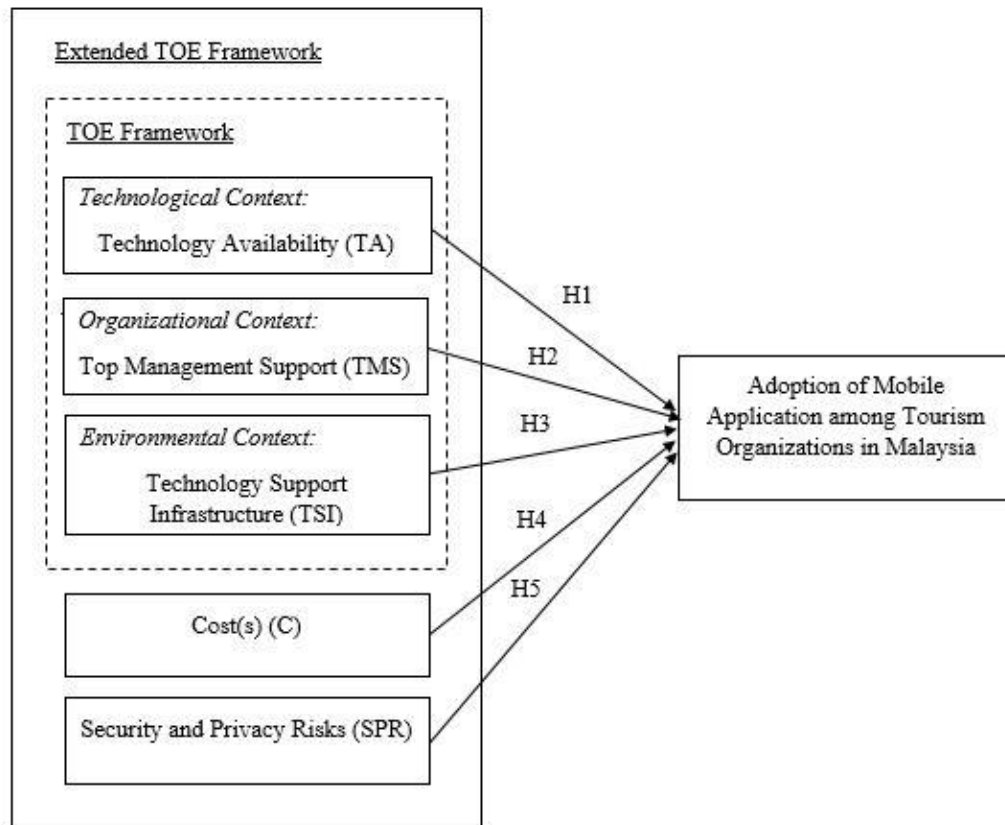 Extended TOE Framework
TOE Framework
Technological Context:
Technology Availability (TA)
Organizational Context:
Top Management Support (TMS)
Environmental Context:
Technology Support
Infrastructure (TSI)
Cost(s) (C)
Security and Privacy Risks (SPR)
H1
H2
H3
H4
H5
Adoption of Mobile
Application among Tourism
Organizations in Malaysia